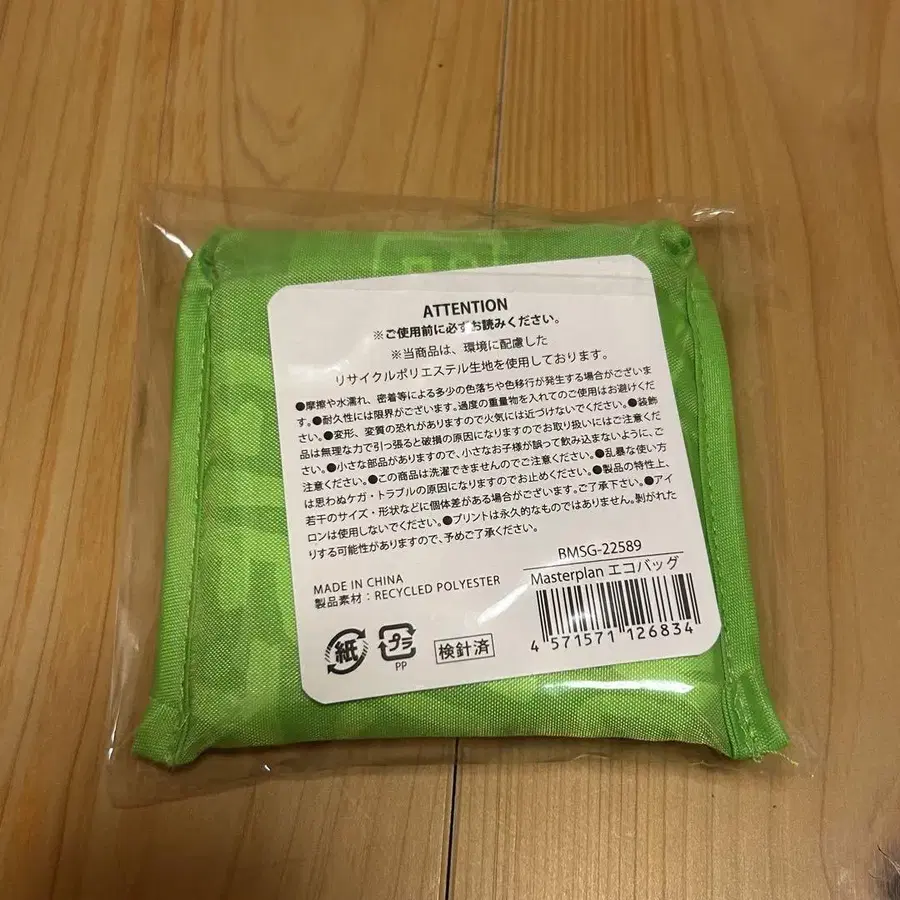 ATTENTION
※ご使用前に必ずお読みください。
※当商品は、環境に配慮した
リサイクルポリエステル生地を使用しております。
●摩擦や水濡れ、密着等による多少の色落ちや色移行が発生する場合がございま
す。●耐久性には限界がございます。過度の重量物を入れてのご使用はお避けくだ
さい。●変形、変質の恐れがありますので火気には近づけないでください。●装飾
品は無理な力で引っ張ると破損の原因になりますのでお取り扱いにはご注意くだ
さい。●小さな部品がありますので、小さなお子様が誤って飲み込まないように、ご
注意ください。●この商品は洗濯できませんのでご注意ください。●乱暴な使い方
は思わぬケガ・トラブルの原因になりますのでお止めください。●製品の特性上、
若干のサイズ・形状などに個体差がある場合がございます。ご了承下さい。●アイ
ロンは使用しないでください。●プリントは永久的なものではありません。剝がれた
りする可能性がありますので、予めご了承ください。
BMSG-22589
Masterplan エコバッグ
MADE IN CHINA
製品素材：RECYCLED POLYESTER
紙
プラ
PP
検針済
4 571571 126834